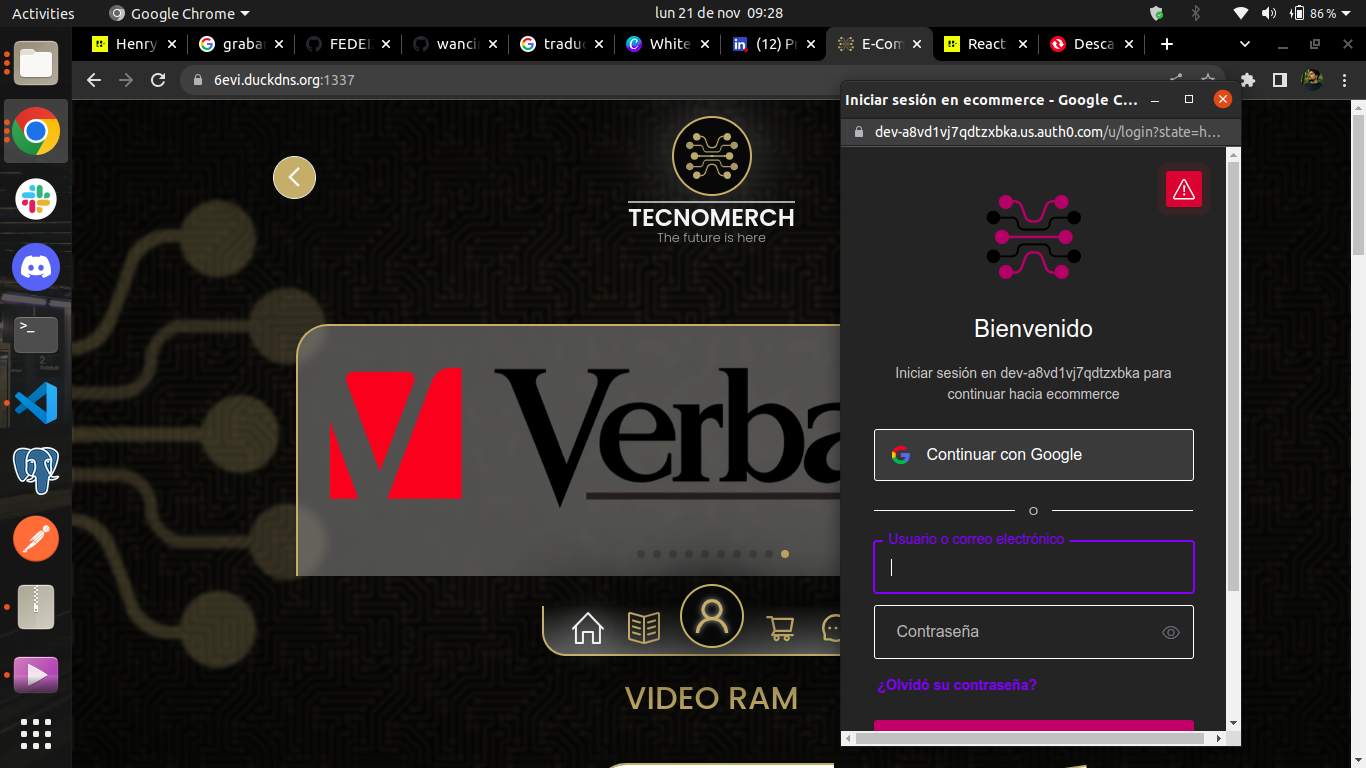 Activities
Google Chrome
lun 21 de nov 09:28
86 %
Henry
grabar
FEDEL
wancir
traduc
White
(12) Pr
E-Com
React
Desca
6evi.duckdns.org:1337
TECNOMERCH
The future is here
Verba
VIDEO RAM
Iniciar sesión en ecommerce - Google C...
dev-a8vd1vj7qdtzxbka.us.auth0.com/u/login?state=h...
Bienvenido
Iniciar sesión en dev-a8vd1vj7qdtzxbka para
continuar hacia ecommerce
Continuar con Google
O
Usuario o correo electrónico
Contraseña
¿Olvidó su contraseña?